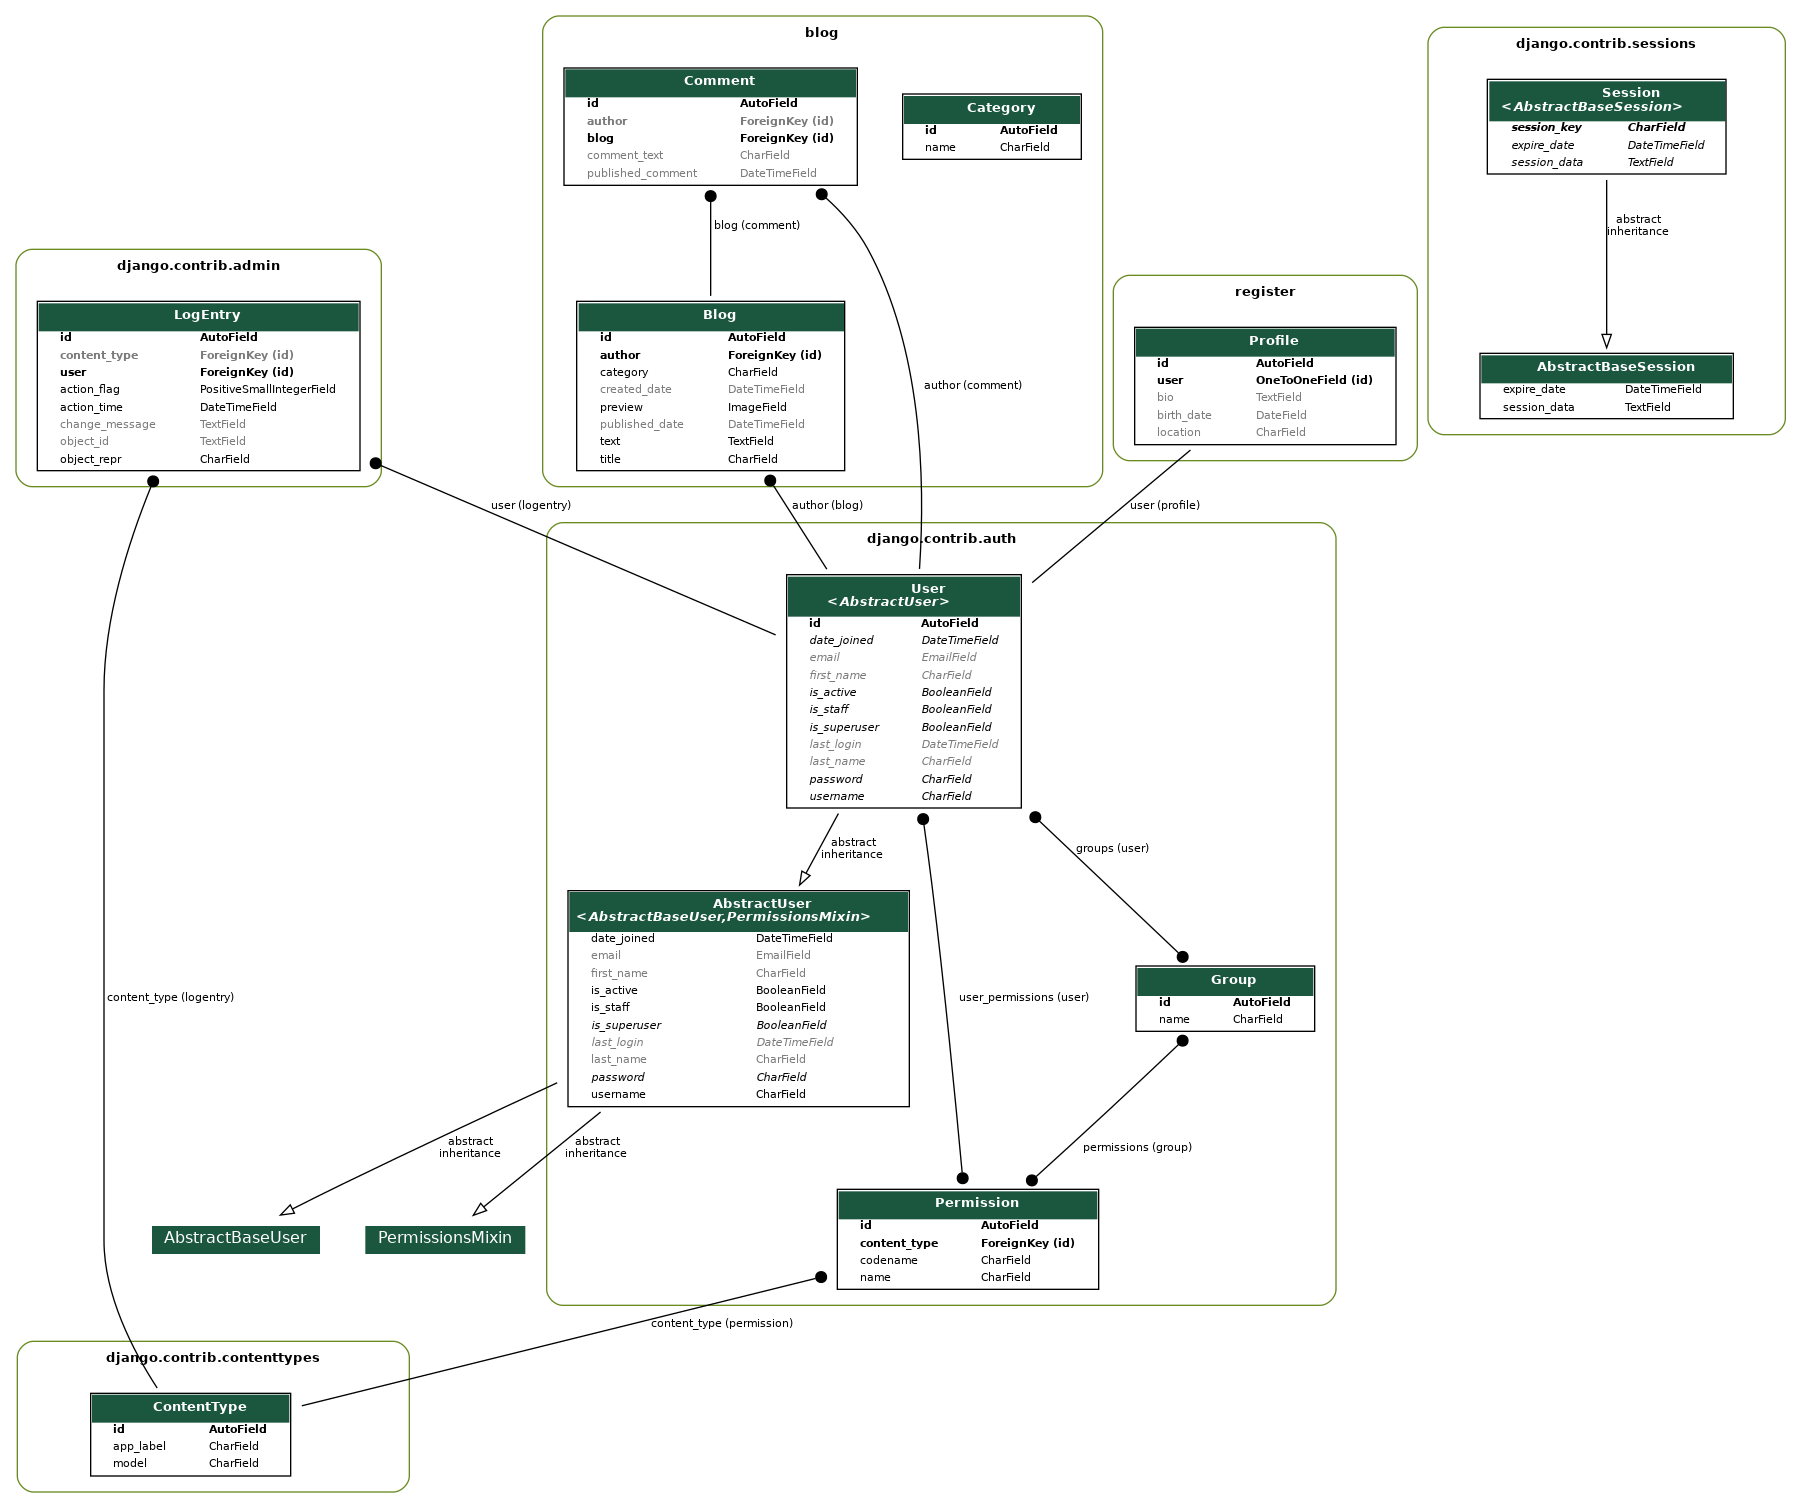 blog
Comment
id AutoField
author ForeignKey (id)
blog ForeignKey (id)
comment_text CharField
published_comment DateTimeField
Category
id AutoField
name CharField
blog (comment)
Blog
id AutoField
author ForeignKey (id)
category CharField
created_date DateTimeField
preview ImageField
published_date DateTimeField
text TextField
title CharField
author (comment)
django.contrib.sessions
Session
<AbstractBaseSession>
session_key CharField
expire_date DateTimeField
session_data TextField
abstract
inheritance
AbstractBaseSession
expire_date DateTimeField
session_data TextField
django.contrib.admin
LogEntry
id AutoField
content_type ForeignKey (id)
user ForeignKey (id)
action_flag PositiveSmallIntegerField
action_time DateTimeField
change_message TextField
object_id TextField
object_repr CharField
register
Profile
id AutoField
user OneToOneField (id)
bio TextField
birth_date DateField
location CharField
user (logentry)
author (blog)
user (profile)
django.contrib.auth
User
<AbstractUser>
id AutoField
date_joined DateTimeField
email EmailField
first_name CharField
is_active BooleanField
is_staff BooleanField
is_superuser BooleanField
last_login DateTimeField
last_name CharField
password CharField
username CharField
abstract
inheritance
groups (user)
AbstractUser
<AbstractBaseUser,PermissionsMixin>
date_joined DateTimeField
email EmailField
first_name CharField
is_active BooleanField
is_staff BooleanField
is_superuser BooleanField
last_login DateTimeField
last_name CharField
password CharField
username CharField
content_type (logentry)
user_permissions (user)
Group
id AutoField
name CharField
abstract
inheritance
abstract
inheritance
permissions (group)
AbstractBaseUser
PermissionsMixin
Permission
id AutoField
content_type ForeignKey (id)
codename CharField
name CharField
content_type (permission)
django.contrib.contenttypes
ContentType
id AutoField
app_label CharField
model CharField